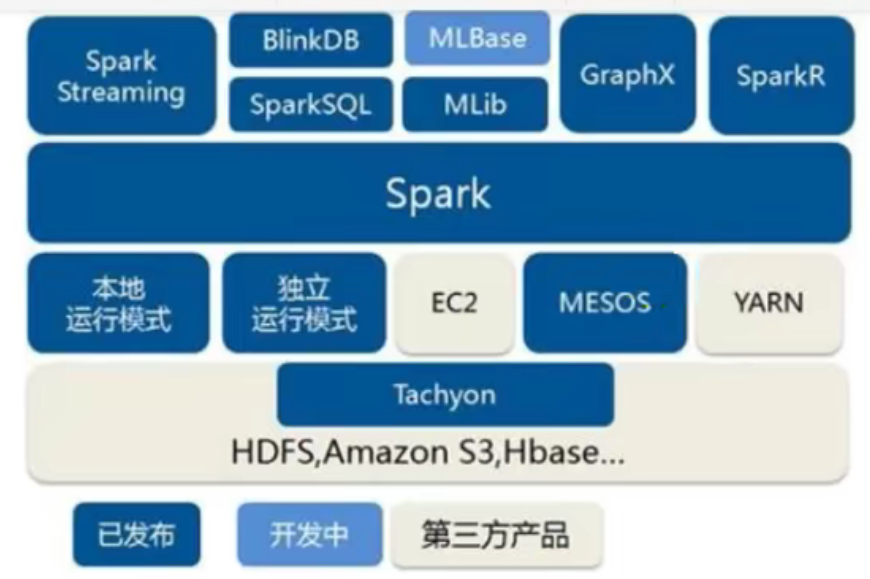 Spark
Streaming
BlinkDB
MLBase
GraphX
SparkR
SparkSQL
MLib
Spark
本地
运行模式
独立
运行模式
EC2
MESOS
YARN
Tachyon
HDFS,Amazon S3,Hbase...
已发布
开发中
第三方产品